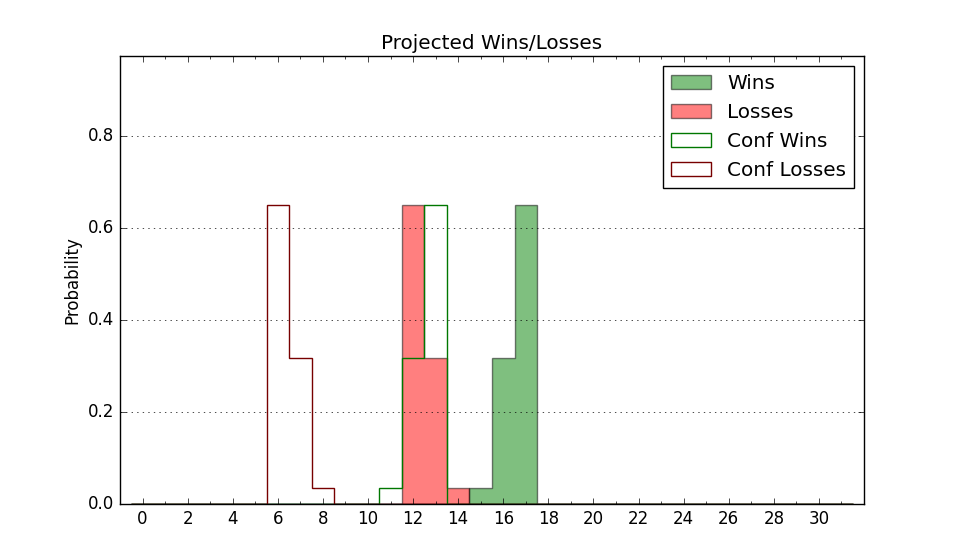 Projected Wins/Losses
Wins
Losses
Conf Wins
Conf Losses
Probability
0.8
0.6
0.4
0.2
0.0
0 2 4 6 8 10 12 14 16 18 20 22 24 26 28 30